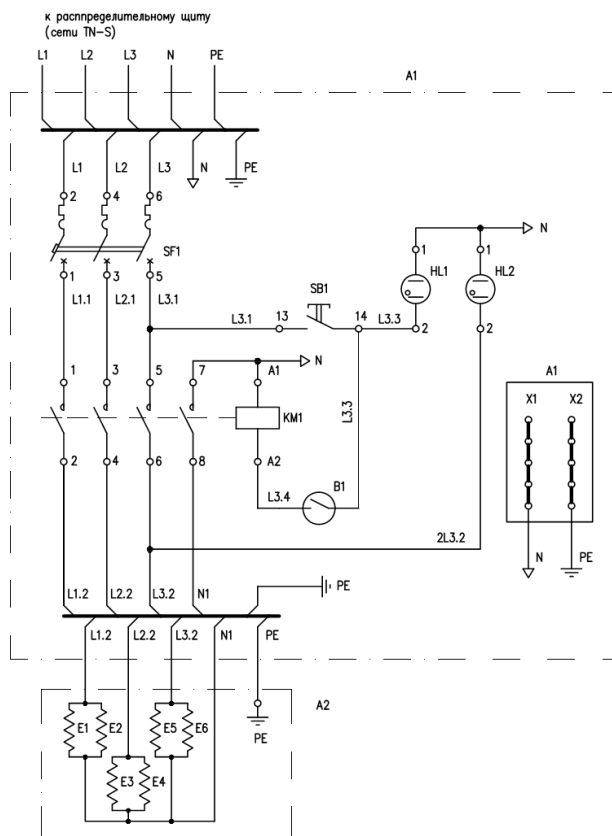 к распрределительному щиту
(сети TN-S)
L1 L2 L3 N PE
A1
L1 L2 L3 N PE
2 4 6
SF1
1 3 5
L1.1 L2.1 L3.1
N
1 1
HL1 HL2
SB1
L3.1 13 14 L3.3 2 2
1 3 5 7 A1 N
KM1
L3.3
2 4 6 8 A2
L3.4 B1
2L3.2
A1
X1 X2
N PE
L1.2 L2.2 L3.2 N1 PE
L1.2 L2.2 L3.2 N1 PE
A2
E1 E2 E5 E6
PE
E3 E4